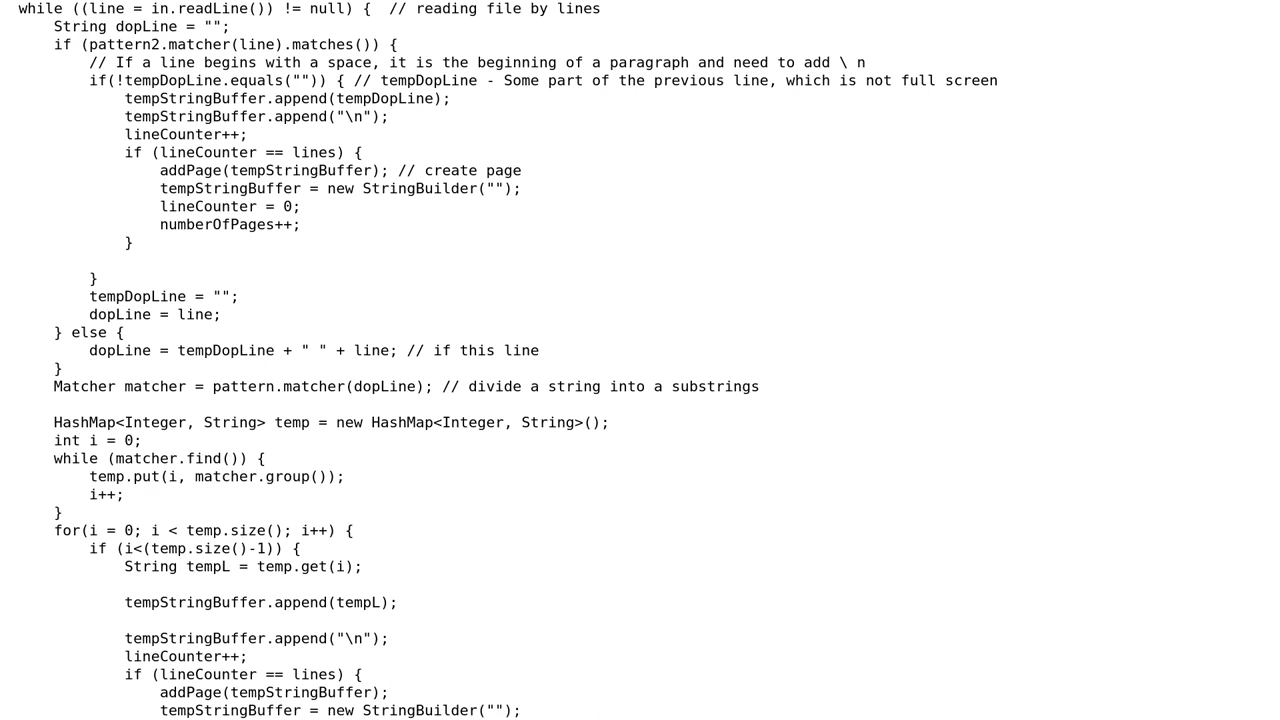 while ((line = in.readLine()) != null) {  // reading file by lines
    String dopLine = "";
    if (pattern2.matcher(line).matches()) {
        // If a line begins with a space, it is the beginning of a paragraph and need to add \ n
        if(!tempDopLine.equals("")) { // tempDopLine - Some part of the previous line, which is not full screen
            tempStringBuffer.append(tempDopLine);
            tempStringBuffer.append("\n");
            lineCounter++;
            if (lineCounter == lines) {
                addPage(tempStringBuffer); // create page
                tempStringBuffer = new StringBuilder("");
                lineCounter = 0;
                numberOfPages++;
            }

        }
        tempDopLine = "";
        dopLine = line;
    } else {
        dopLine = tempDopLine + " " + line; // if this line
    }
    Matcher matcher = pattern.matcher(dopLine); // divide a string into a substrings

    HashMap<Integer, String> temp = new HashMap<Integer, String>();
    int i = 0;
    while (matcher.find()) {
        temp.put(i, matcher.group());
        i++;
    }
    for(i = 0; i < temp.size(); i++) {
        if (i<(temp.size()-1)) {
            String tempL = temp.get(i);

            tempStringBuffer.append(tempL);

            tempStringBuffer.append("\n");
            lineCounter++;
            if (lineCounter == lines) {
                addPage(tempStringBuffer);
                tempStringBuffer = new StringBuilder("");